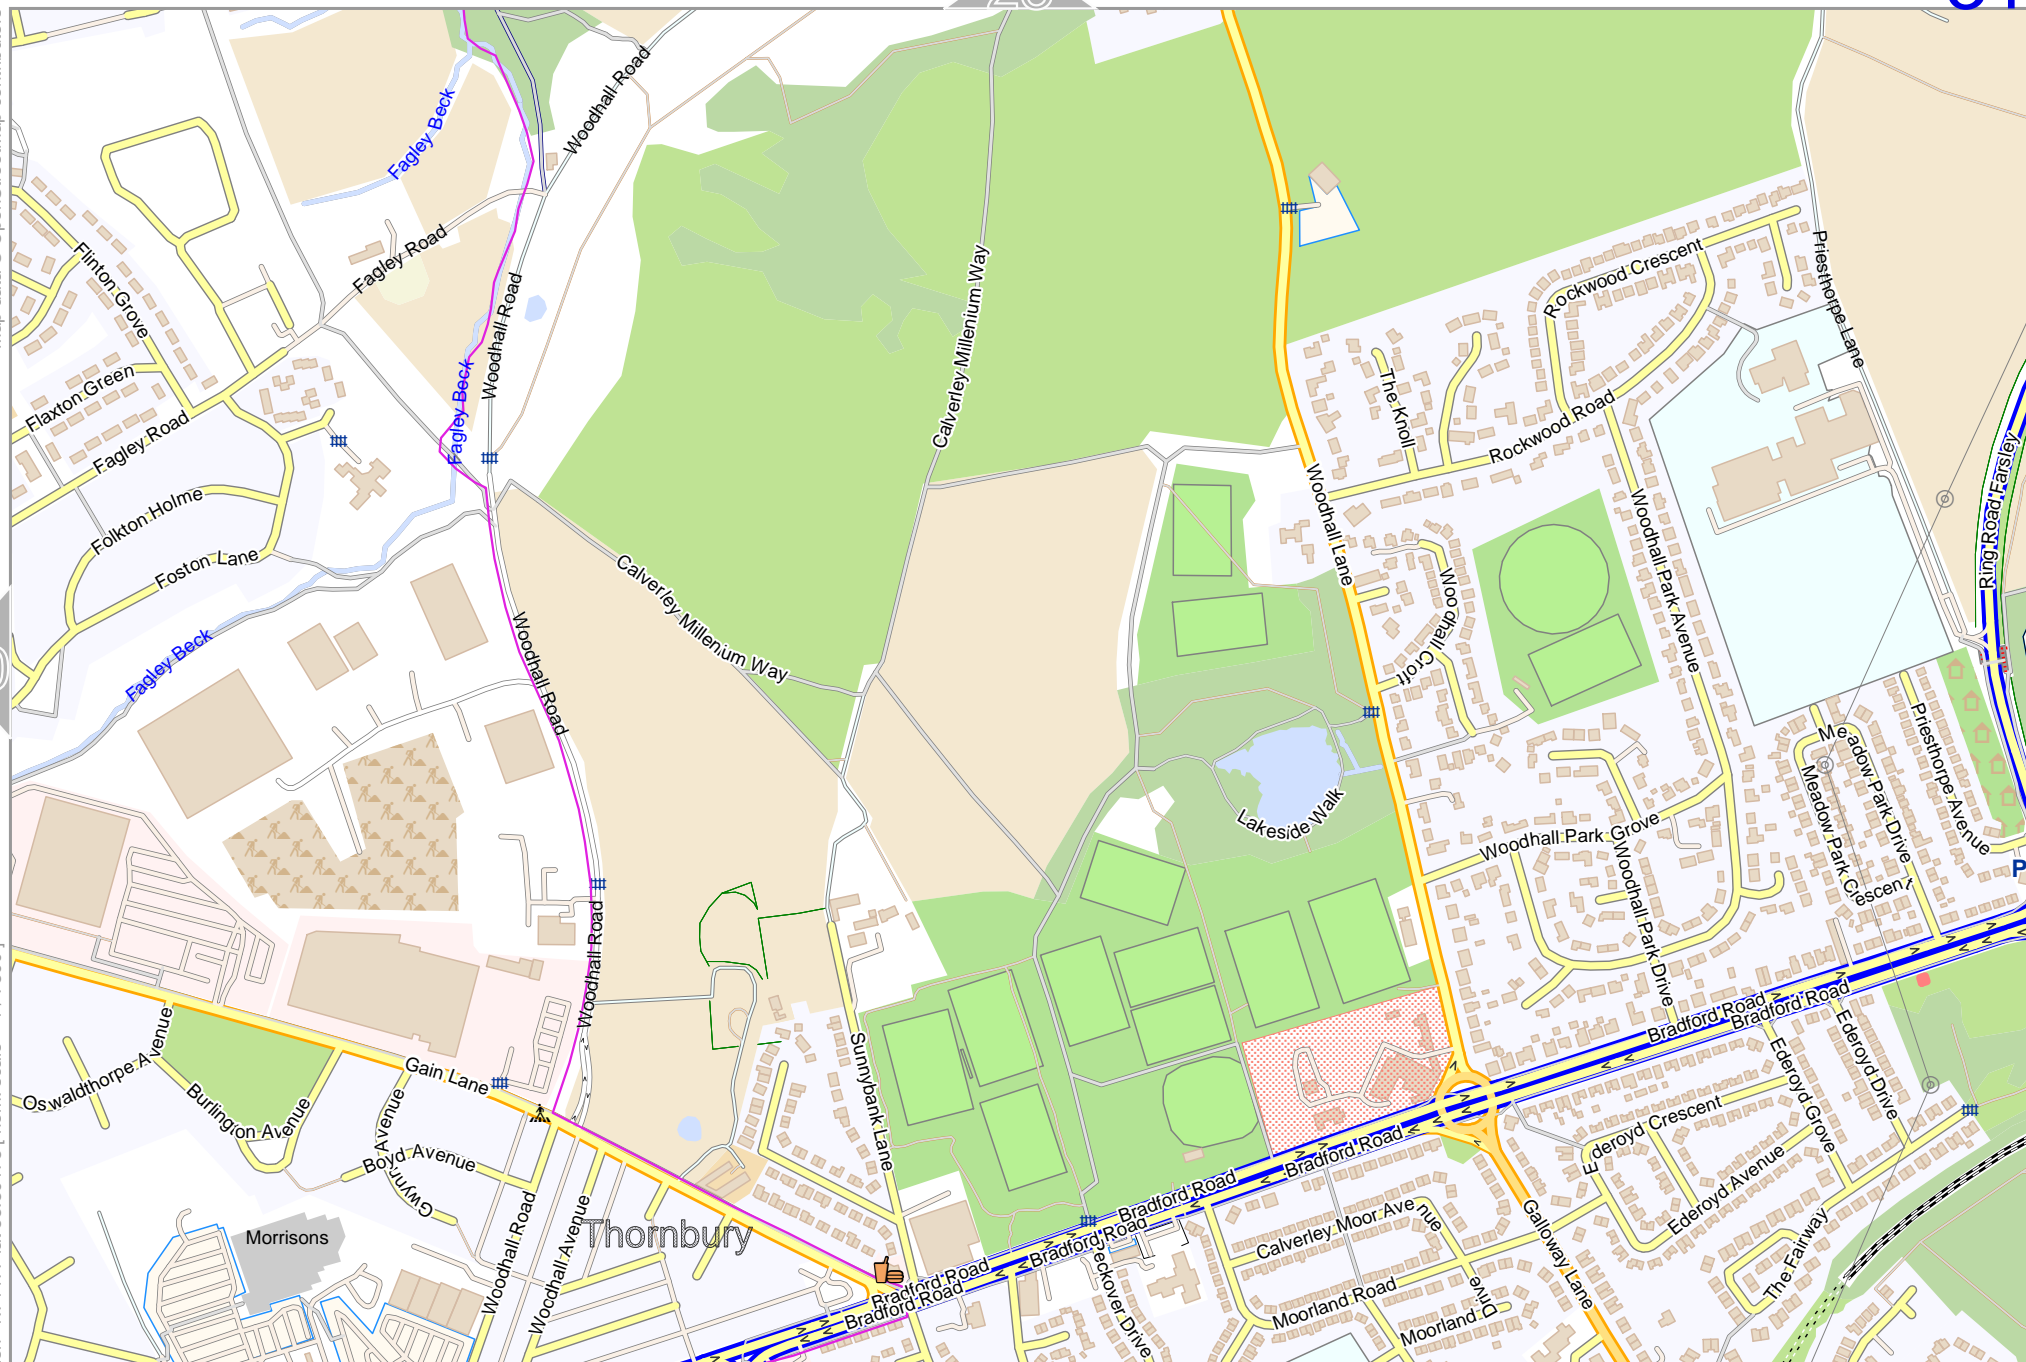 Woodhall Road
Fagley Beck
Fagley Road
Flinton Grove
Calverley Millenium Way
Priesthorpe Lane
Rockwood Crescent
Woodhall Road
Fagley Beck
Flaxton Green
Fagley Road
The Knoll
Rockwood Road
Ring Road Farsley
Woodhall Lane
Folkton Holme
Foston Lane
Calverley Millenium Way
Woodhall Croft
Woodhall Park Avenue
Fagley Beck
Woodhall Road
Meadow Park Drive
Priesthorpe Avenue
Meadow Park Crescent
Lakeside Walk
Woodhall Park Grove
Woodhall Park Drive
P
Woodhall Road
Bradford Road
Bradford Road
Oswaldthorpe Avenue
Burlington Avenue
Gain Lane
Gwynne Avenue
Boyd Avenue
Sunnybank Lane
Ederoyd Crescent
Ederoyd Grove
Ederoyd Drive
Ederoyd Avenue
Bradford Road
Bradford Road
Bradford Road
Thornbury
Morrisons
Woodhall Road
Woodhall Avenue
Bradford Road
Bradford Road
Peckover Drive
Calverley Moor Avenue
Galloway Lane
The Fairway
Moorland Road
Moorland Drive